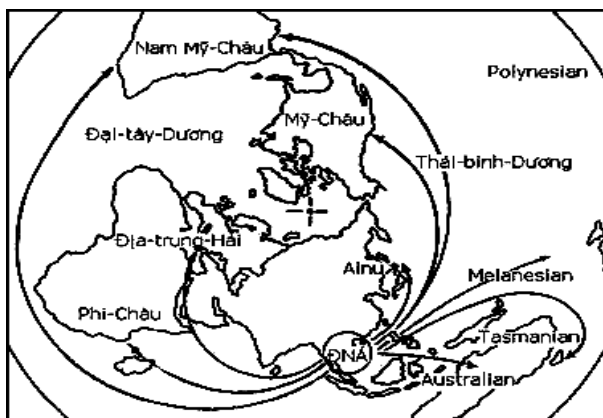 Nam Mỹ-Châu
Polynesian
Mỹ-Châu
Đại-tây-Dương
Thái-bình-Dương
Địa-trung-Hải
Ainu
Melanesian
Phi-Châu
Tasmanian
ĐNÁ
Australian